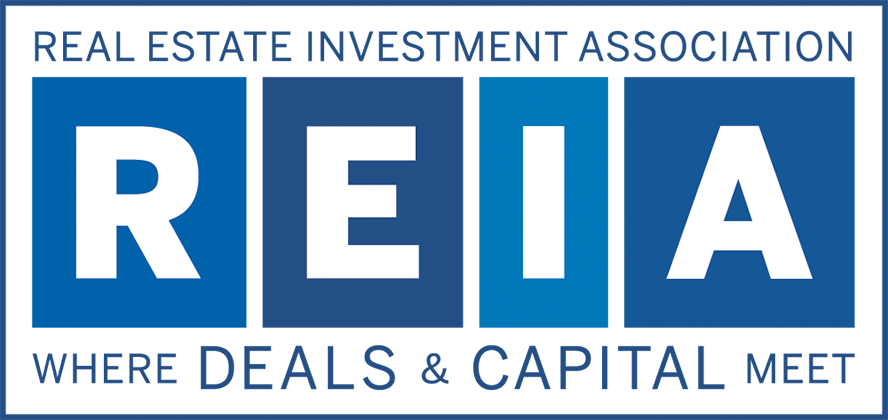 REAL ESTATE INVESTMENT ASSOCIATION
REIA
WHERE DEALS & CAPITAL MEET